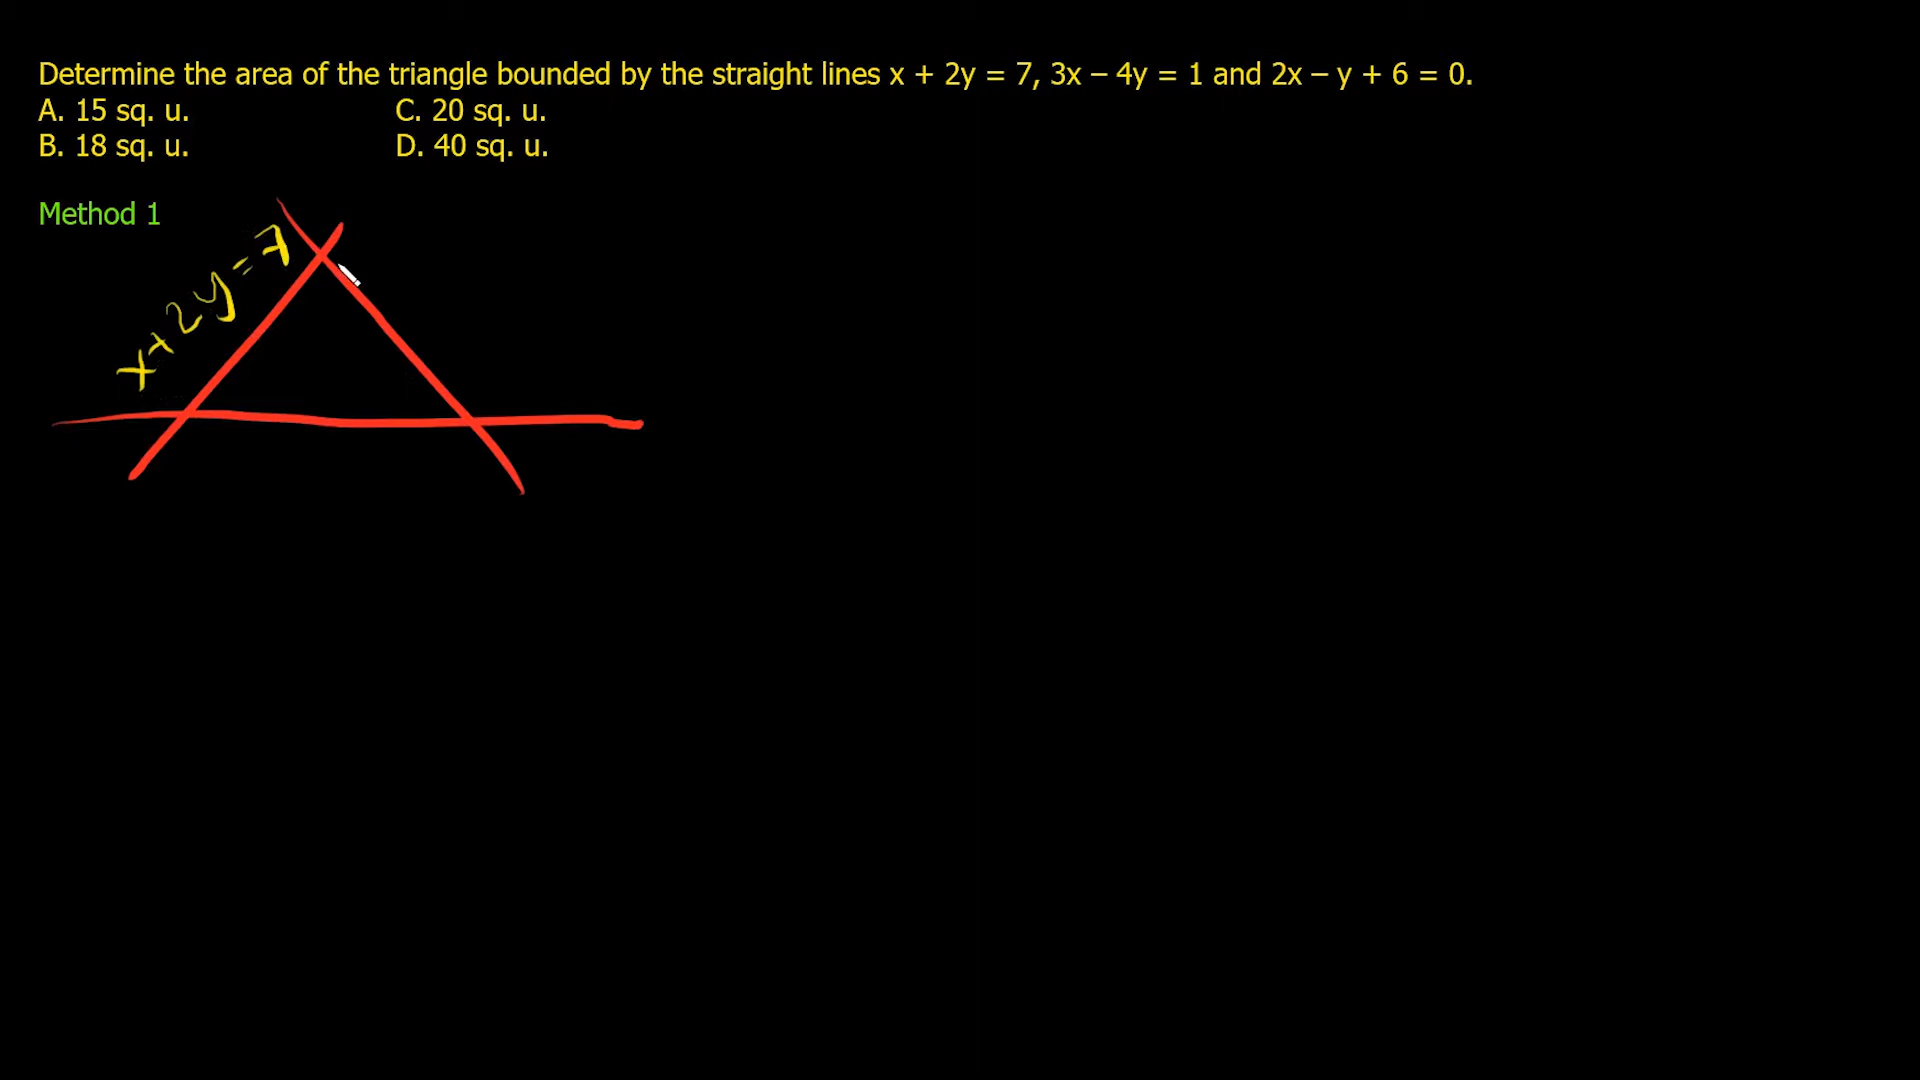 Determine the area of the triangle bounded by the straight lines x + 2y = 7, 3x – 4y = 1 and 2x – y + 6 = 0.
A. 15 sq. u. C. 20 sq. u.
B. 18 sq. u. D. 40 sq. u.
Method 1
x+2y=7